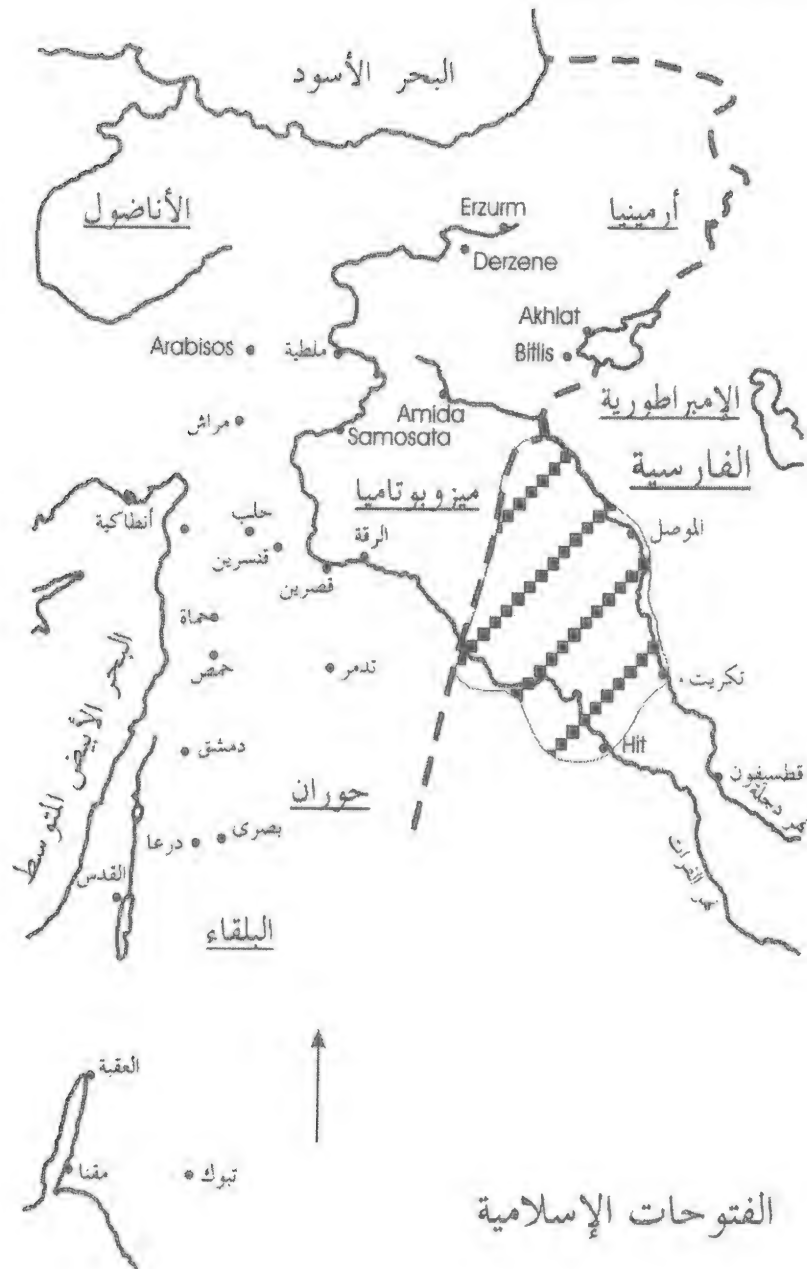 البحر الأسود
الأناضول
أرمينيا
Erzurm
Derzene
Akhlat
Bitlis
Arabisos
ملطية
الإمبراطورية
الفارسية
Amida
Samosata
مراش
ميزوبوتاميا
أنطاكية
حلب
قنسرين
الرقة
قصرين
الموصل
حماة
حمص
تدمر
تكريت
البحر الأبيض المتوسط
دمشق
Hit
قطسيفون
نهر دجلة
حوران
درعا
بصرى
نهر الفرات
القدس
البلقاء
العقبة
مقنا
تبوك
الفتوحات الإسلامية